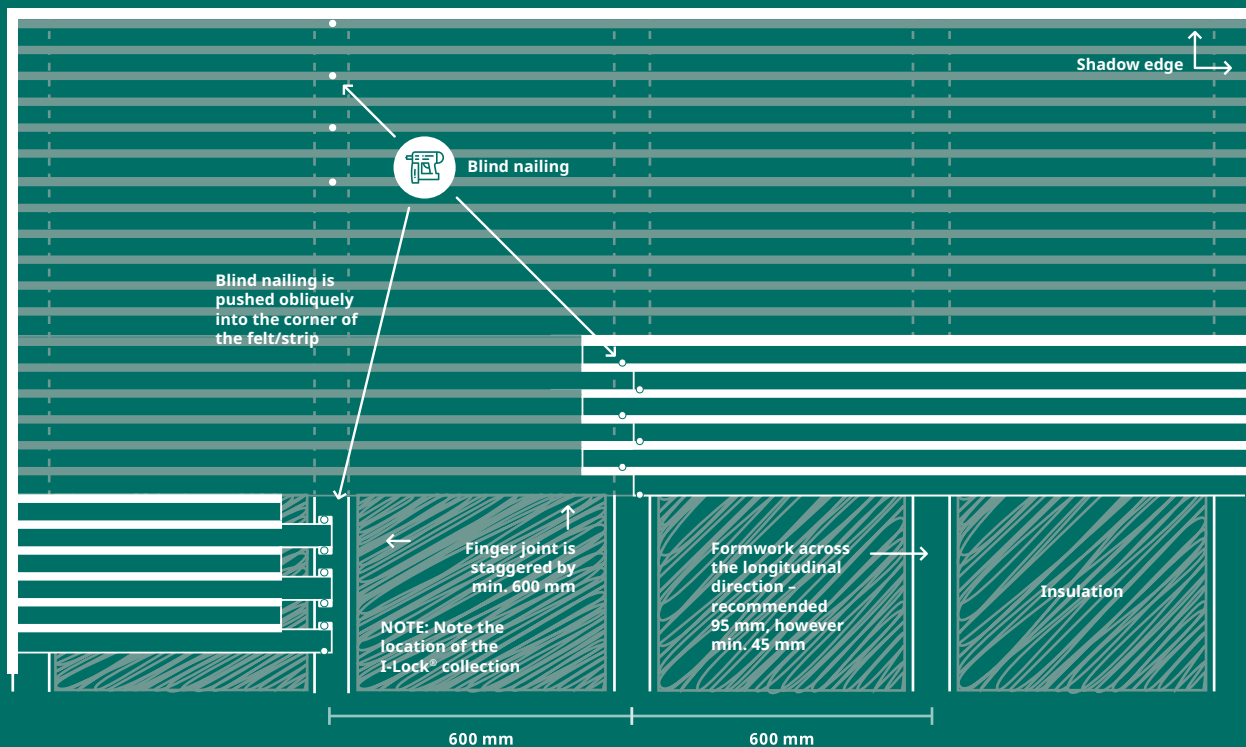 Shadow edge
Blind nailing
Blind nailing is
pushed obliquely
into the corner of
the felt/strip
Finger joint is
staggered by
min. 600 mm
NOTE: Note the
location of the
I-Lock® collection
Formwork across
the longitudinal
direction –
recommended
95 mm, however
min. 45 mm
Insulation
600 mm
600 mm